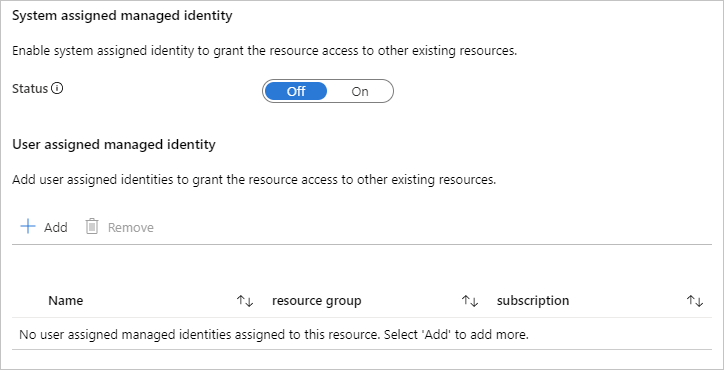 System assigned managed identity
Enable system assigned identity to grant the resource access to other existing resources.
Status
Off On
User assigned managed identity
Add user assigned identities to grant the resource access to other existing resources.
Add Remove
Name resource group subscription
No user assigned managed identities assigned to this resource. Select 'Add' to add more.